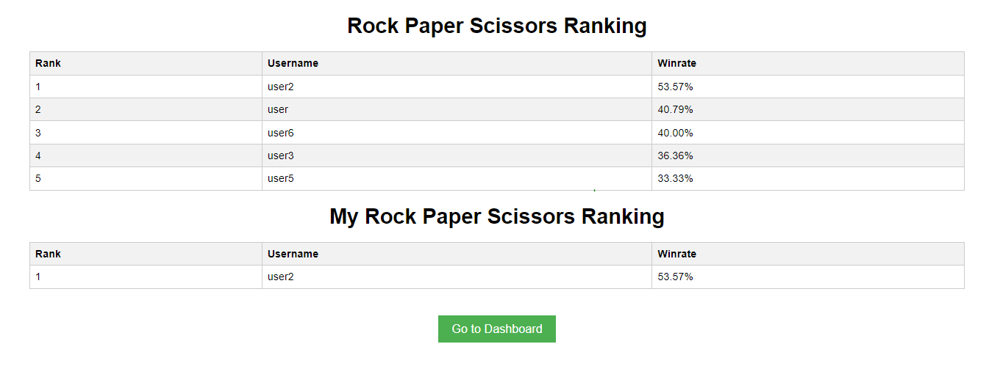 Rock Paper Scissors Ranking
Rank Username Winrate
1 user2 53.57%
2 user 40.79%
3 user6 40.00%
4 user3 36.36%
5 user5 33.33%
My Rock Paper Scissors Ranking
Rank Username Winrate
1 user2 53.57%
Go to Dashboard